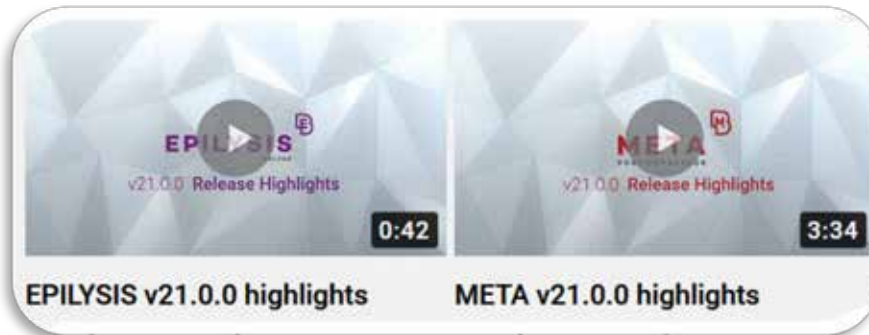 EPILYSIS
v21.0.0 Release Highlights
0:42
EPILYSIS v21.0.0 highlights
META
v21.0.0 Release Highlights
3:34
META v21.0.0 highlights